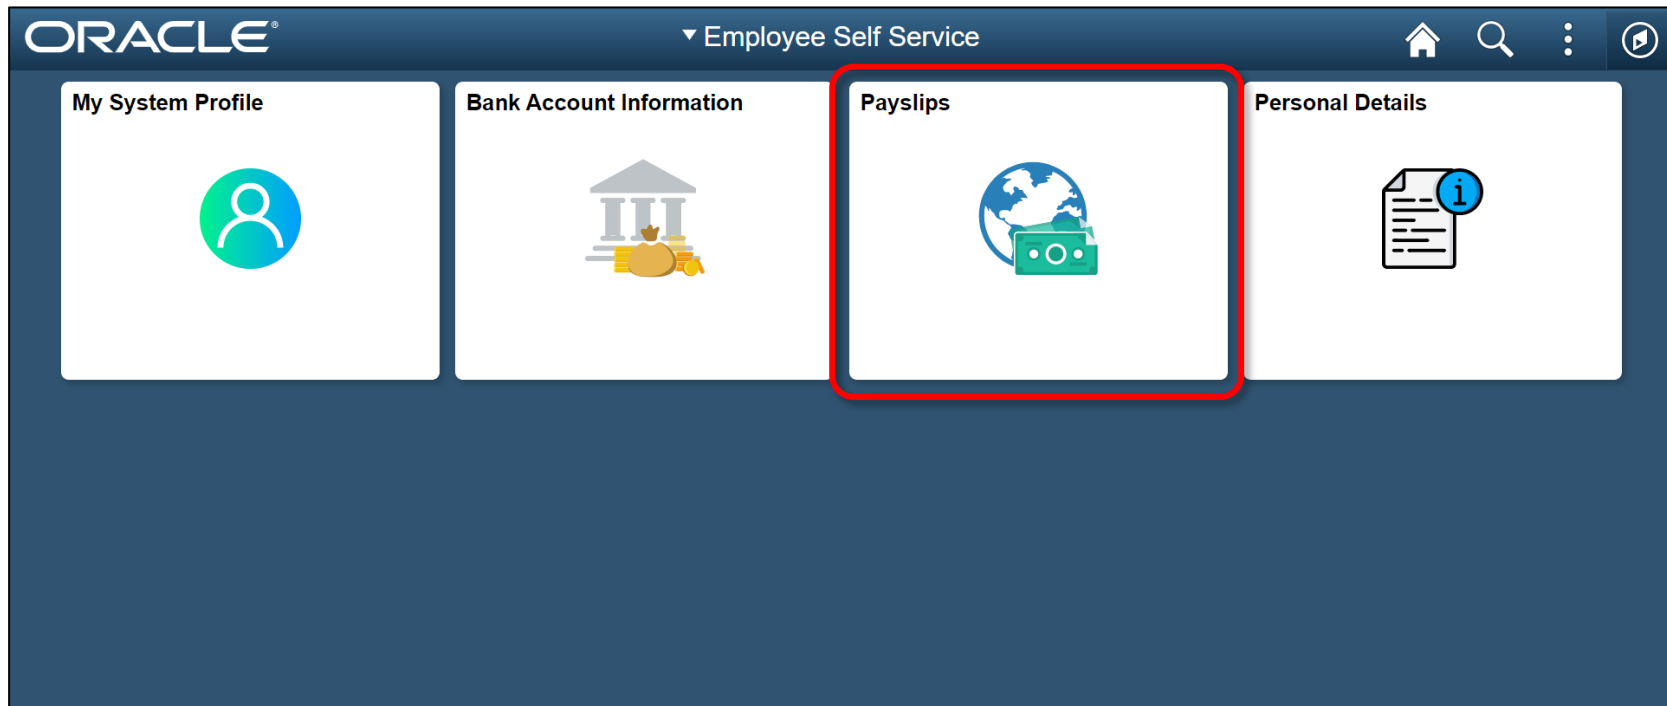 ORACLE®
Employee Self Service
My System Profile
Bank Account Information
Payslips
Personal Details
i